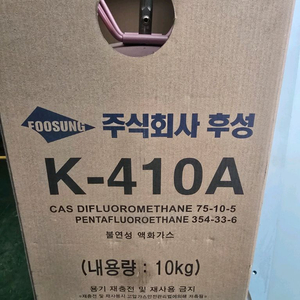 FOOSUNG
주식회사 후성
K-410A
CAS DIFLUOROMETHANE 75-10-5
PENTAFLUOROETHANE 354-33-6
불연성 액화가스
(내용량 : 10kg)
용기 재충전 및 재사용 금지